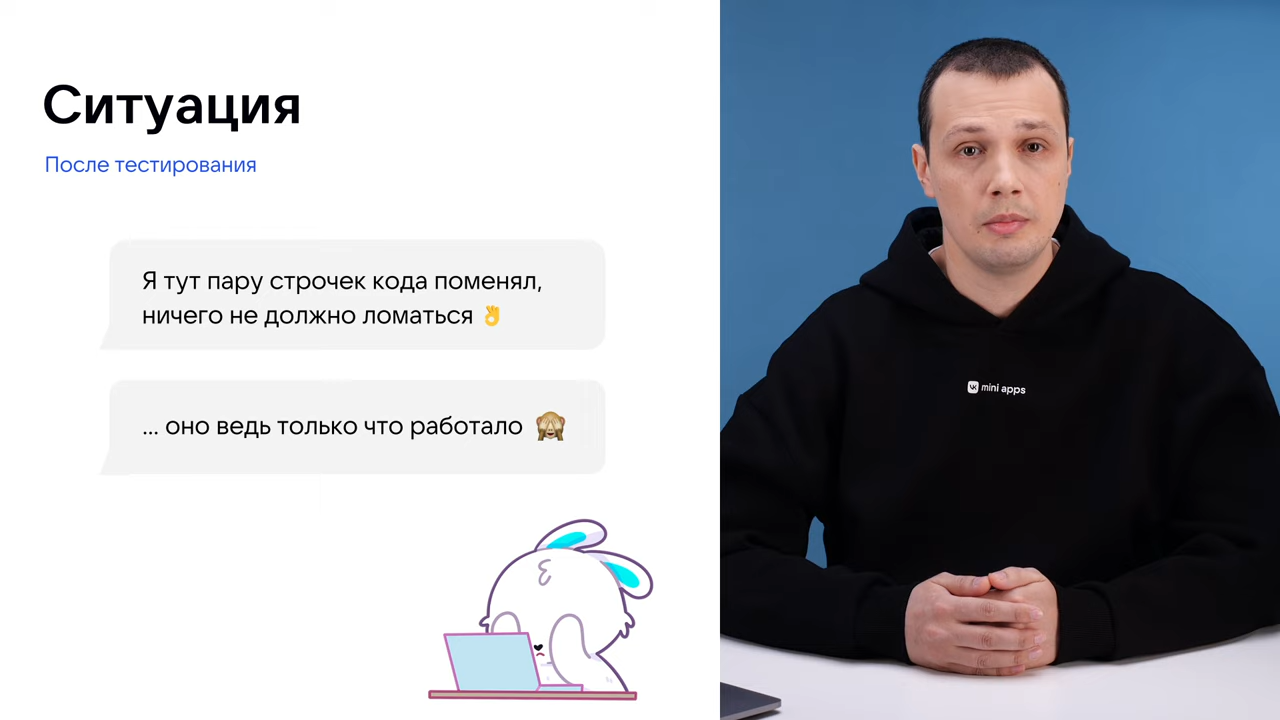 Ситуация
После тестирования
Я тут пару строчек кода поменял,
ничего не должно ломаться 👌
... оно ведь только что работало 🙈
VK mini apps